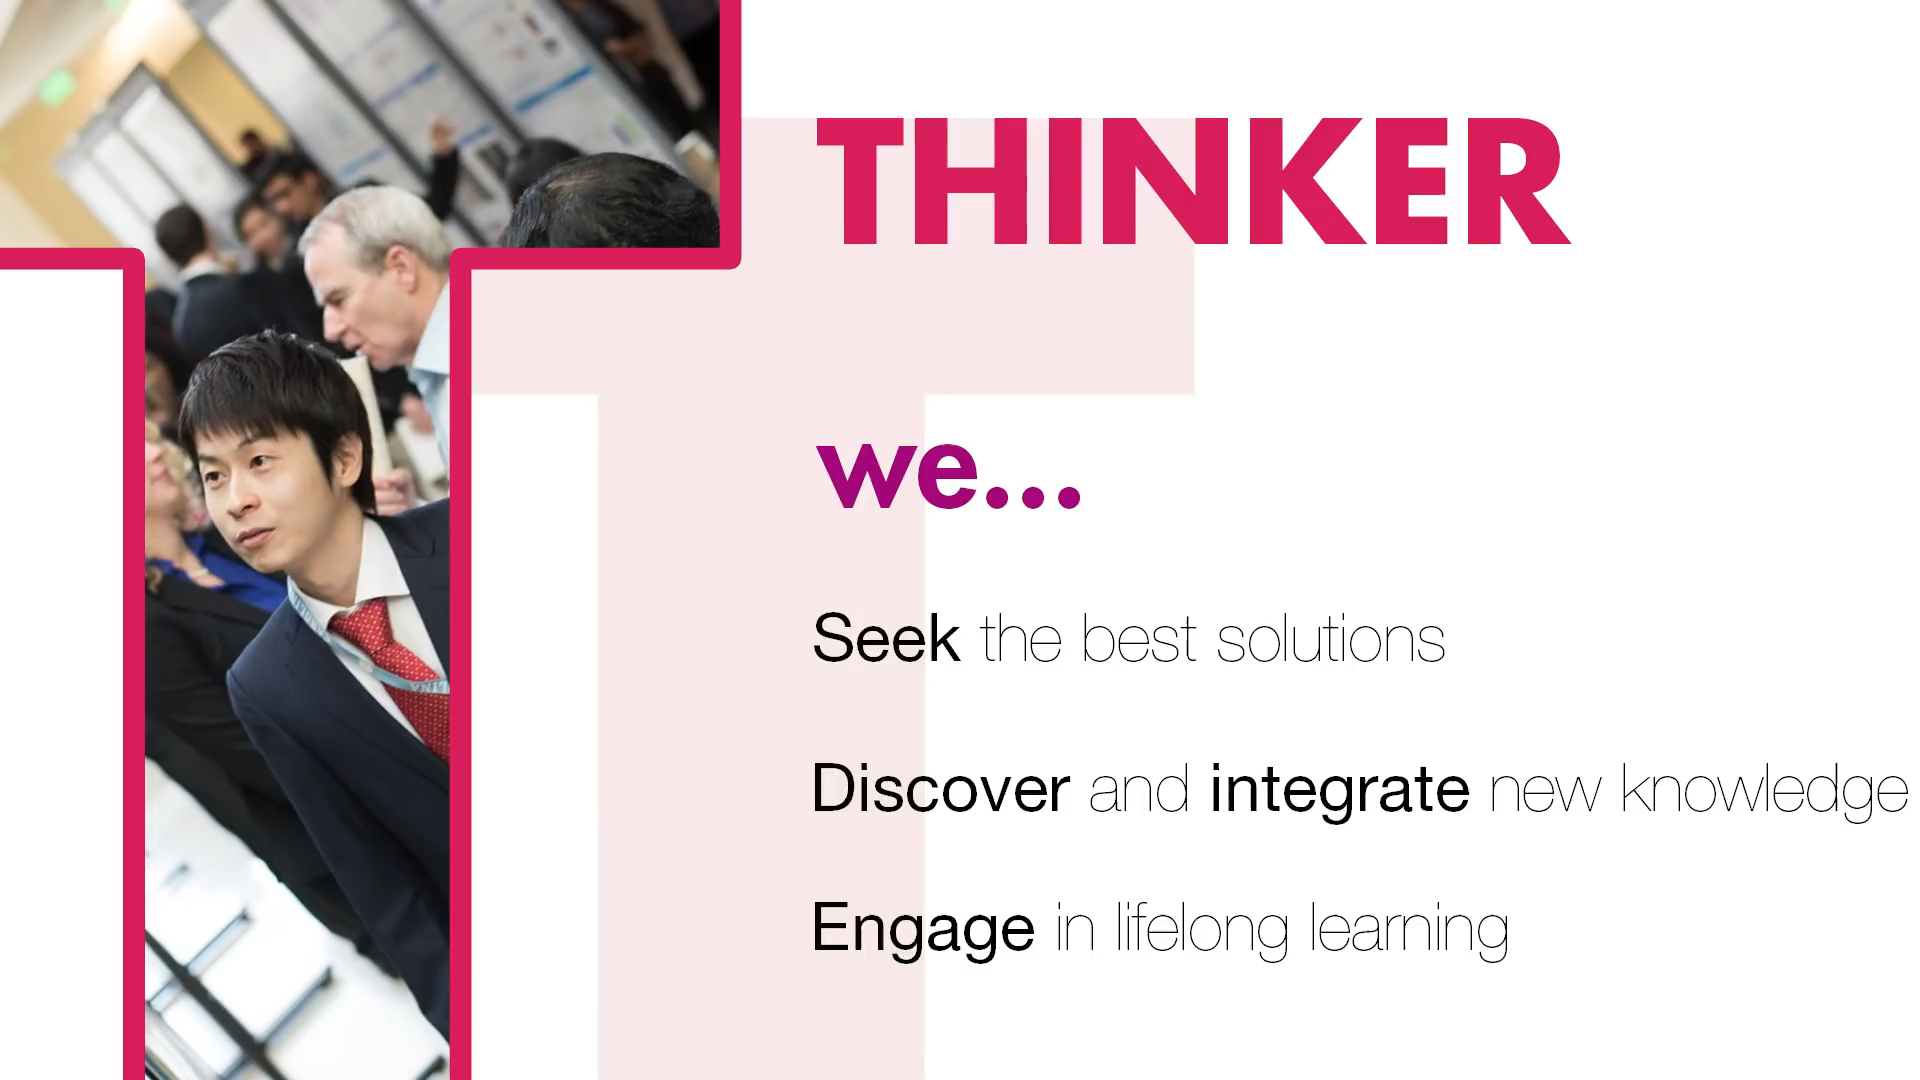 THINKER
we...
Seek the best solutions
Discover and integrate new knowledge
Engage in lifelong learning